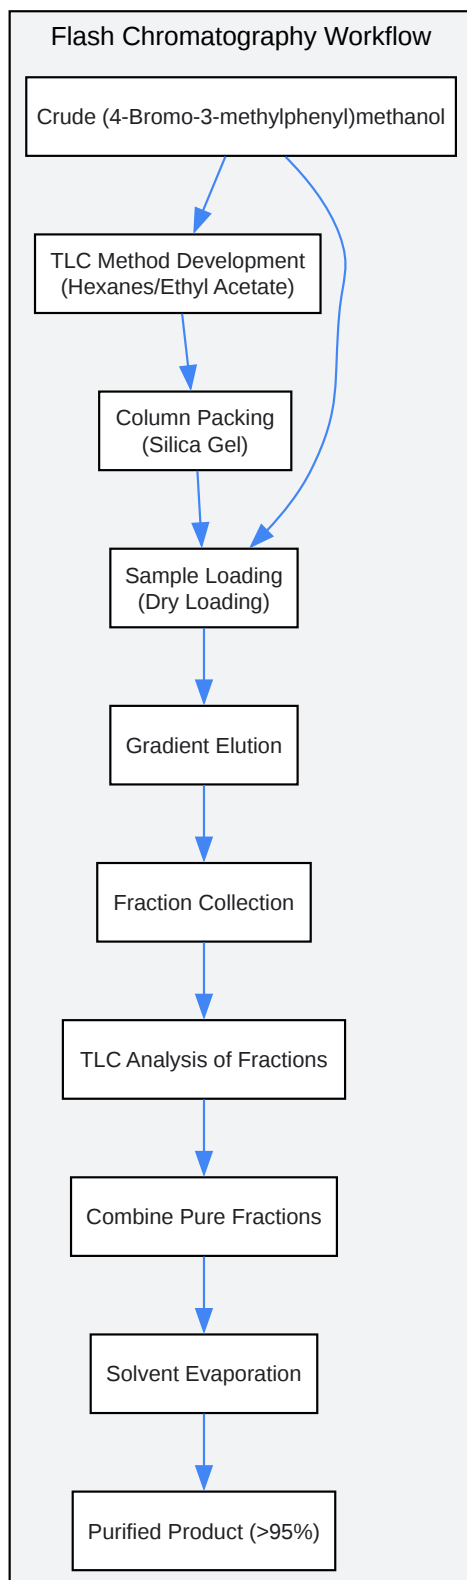 Flash Chromatography Workflow
Crude (4-Bromo-3-methylphenyl)methanol
TLC Method Development
(Hexanes/Ethyl Acetate)
Column Packing
(Silica Gel)
Sample Loading
(Dry Loading)
Gradient Elution
Fraction Collection
TLC Analysis of Fractions
Combine Pure Fractions
Solvent Evaporation
Purified Product (>95%)